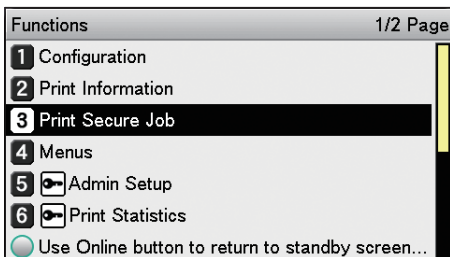 Functions 1/2 Page
1 Configuration
2 Print Information
3 Print Secure Job
4 Menus
5 Admin Setup
6 Print Statistics
Use Online button to return to standby screen...